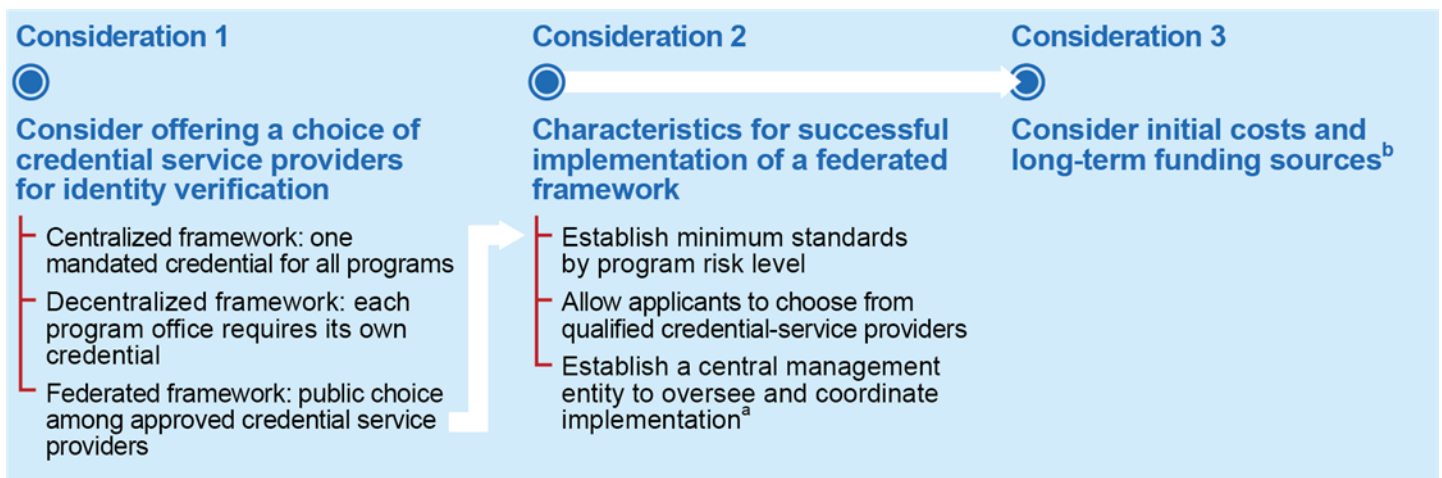 Consideration 1
Consider offering a choice of
credential service providers
for identity verification
Centralized framework: one
mandated credential for all programs
Decentralized framework: each
program office requires its own
credential
Federated framework: public choice
among approved credential service
providers
Consideration 2
Characteristics for successful
implementation of a federated
framework
Establish minimum standards
by program risk level
Allow applicants to choose from
qualified credential-service providers
Establish a central management
entity to oversee and coordinate
implementationa
Consideration 3
Consider initial costs and
long-term funding sourcesb